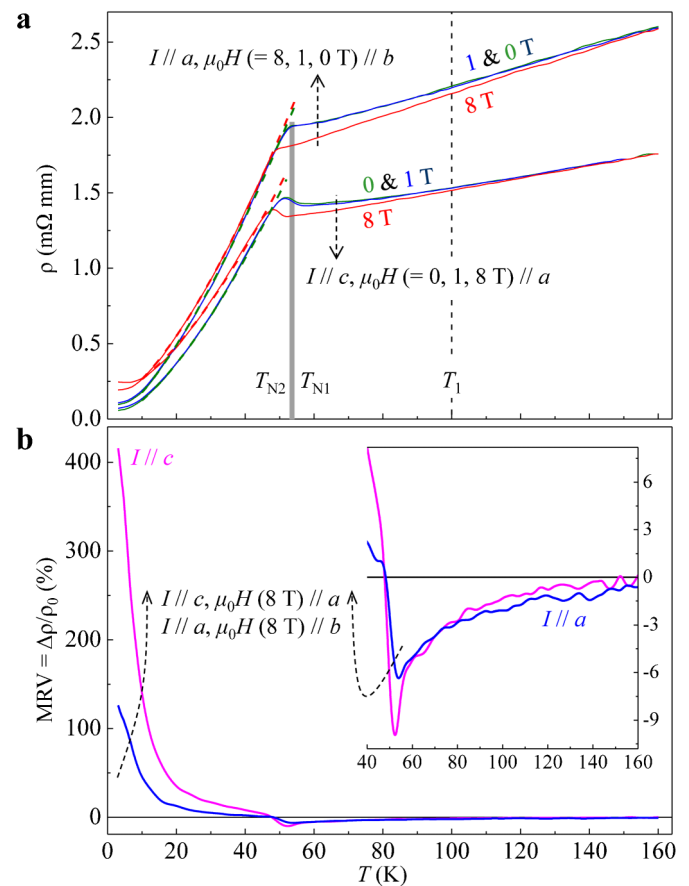 a
2.5
2.0
1.5
1.0
0.5
0.0
ρ (mΩ mm)
I // a, μ₀H (= 8, 1, 0 T) // b
1 & 0 T
8 T
0 & 1 T
8 T
I // c, μ₀H (= 0, 1, 8 T) // a
T_N2 T_N1 T_1
b
400
300
200
100
0
MRV = Δρ/ρ₀ (%)
I // c
I // c, μ₀H (8 T) // a
I // a, μ₀H (8 T) // b
I // a
6
3
0
-3
-6
-9
40 60 80 100 120 140 160
0 20 40 60 80 100 120 140 160
T (K)